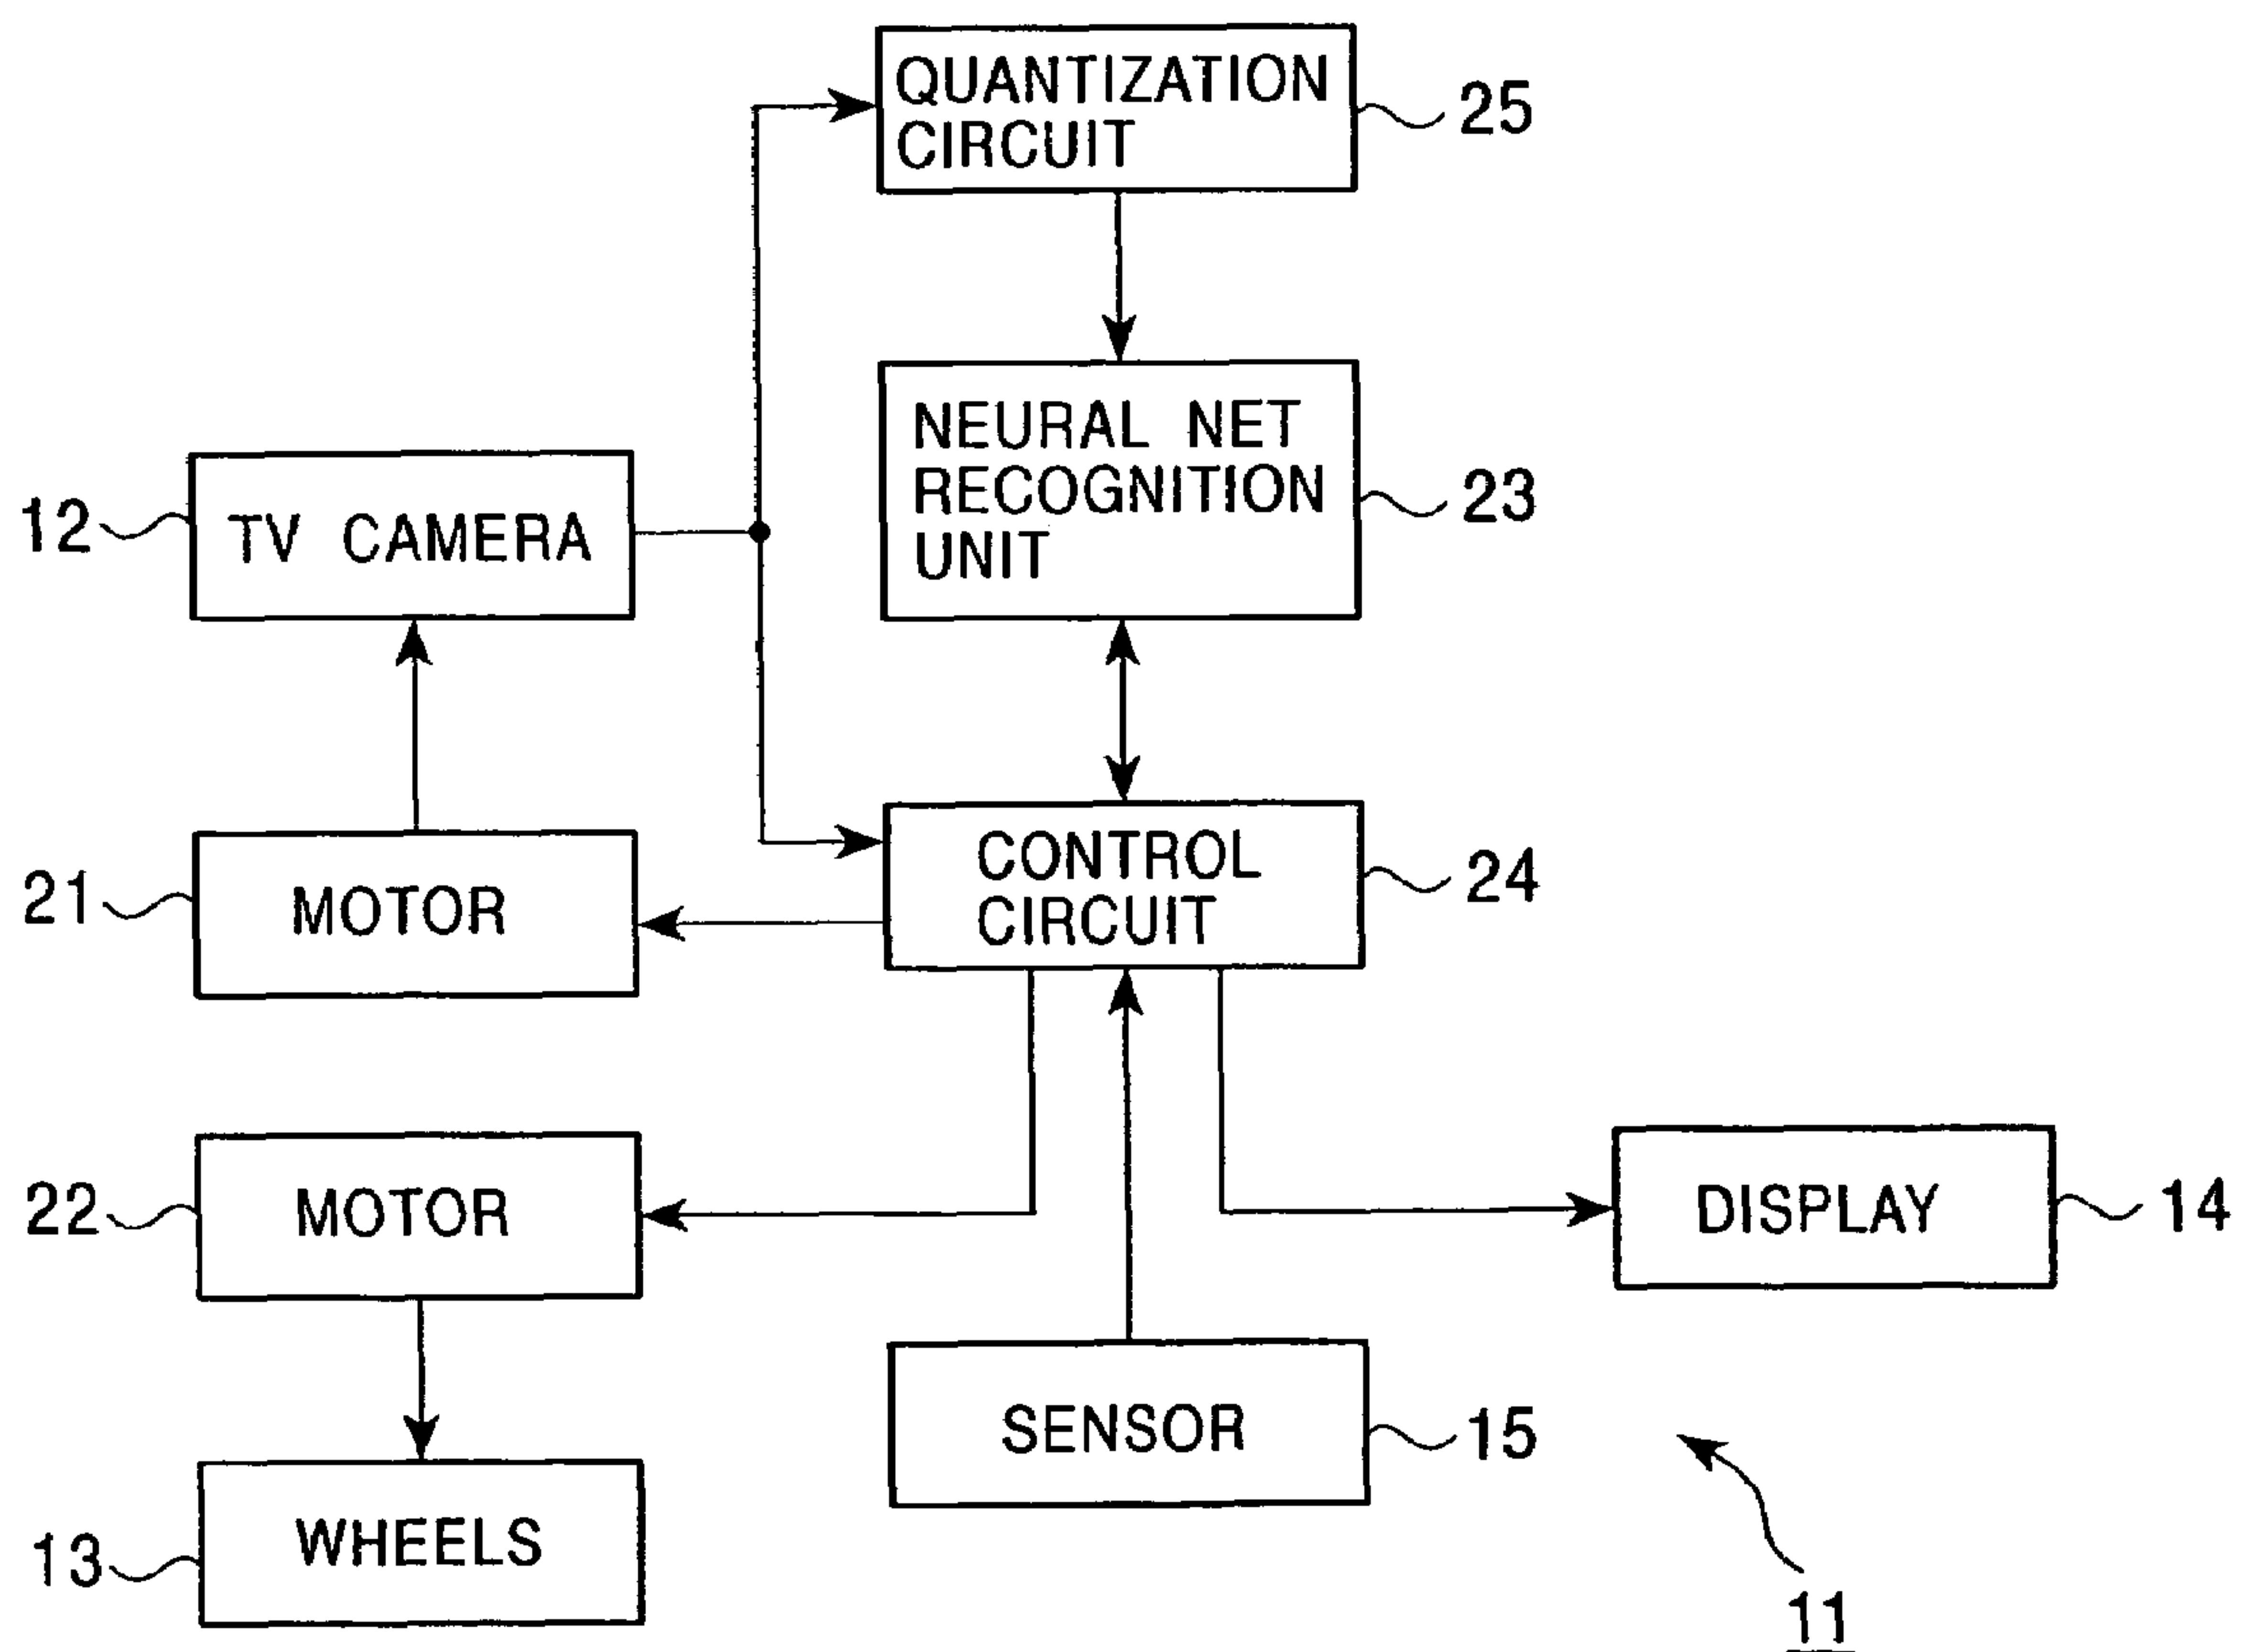 QUANTIZATION
CIRCUIT
25
NEURAL NET
RECOGNITION
UNIT
23
12
TV CAMERA
CONTROL
CIRCUIT
24
21
MOTOR
22
MOTOR
DISPLAY
14
SENSOR
15
13
WHEELS
11